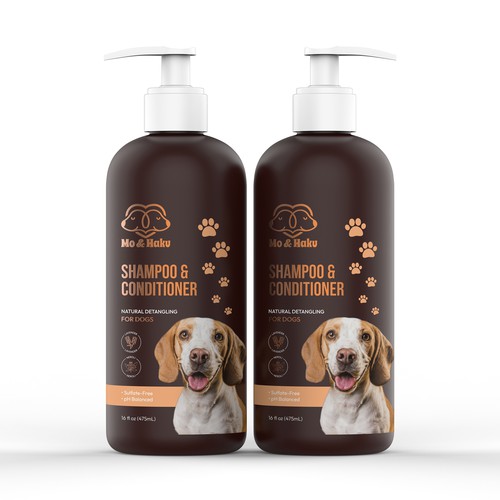 Mo & Haku
SHAMPOO &
CONDITIONER
NATURAL DETANGLING
FOR DOGS
• Sulfate-Free
• pH Balanced
16 fl oz (475mL)
Mo & Haku
SHAMPOO &
CONDITIONER
NATURAL DETANGLING
FOR DOGS
• Sulfate-Free
• pH Balanced
16 fl oz (475mL)